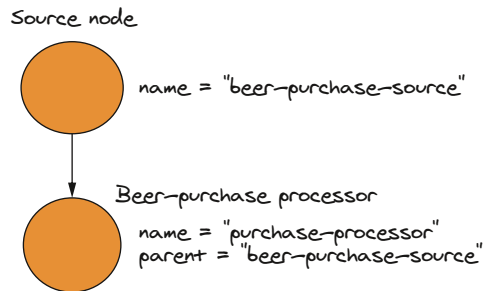 Source node
name = "beer-purchase-source"
Beer-purchase processor
name = "purchase-processor"
parent = "beer-purchase-source"